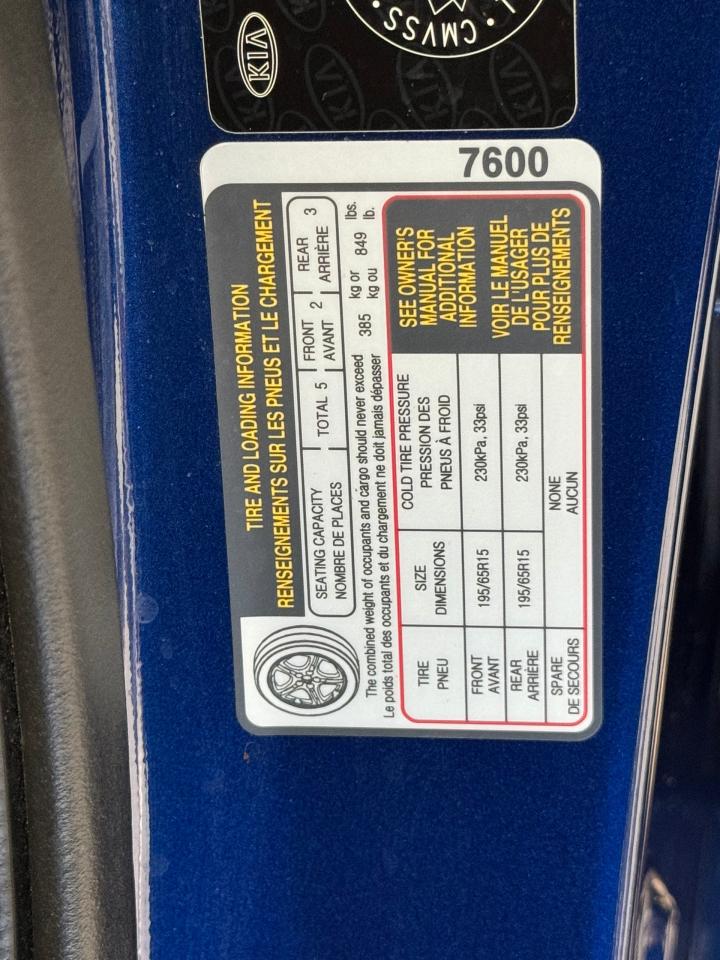 KIA
CMVSS
7600
TIRE AND LOADING INFORMATION
RENSEIGNEMENTS SUR LES PNEUS ET LE CHARGEMENT
SEATING CAPACITY
NOMBRE DE PLACES
TOTAL 5
FRONT
AVANT
2
REAR
ARRIÈRE
3
The combined weight of occupants and cargo should never exceed 385 kg or 849 lbs.
Le poids total des occupants et du chargement ne doit jamais dépasser kg ou lb.
TIRE
PNEU
SIZE
DIMENSIONS
COLD TIRE PRESSURE
PRESSION DES
PNEUS À FROID
FRONT
AVANT
195/65R15
230kPa, 33psi
REAR
ARRIÈRE
195/65R15
230kPa, 33psi
SPARE
DE SECOURS
NONE
AUCUN
SEE OWNER'S
MANUAL FOR
ADDITIONAL
INFORMATION
VOIR LE MANUEL
DE L'USAGER
POUR PLUS DE
RENSEIGNEMENTS